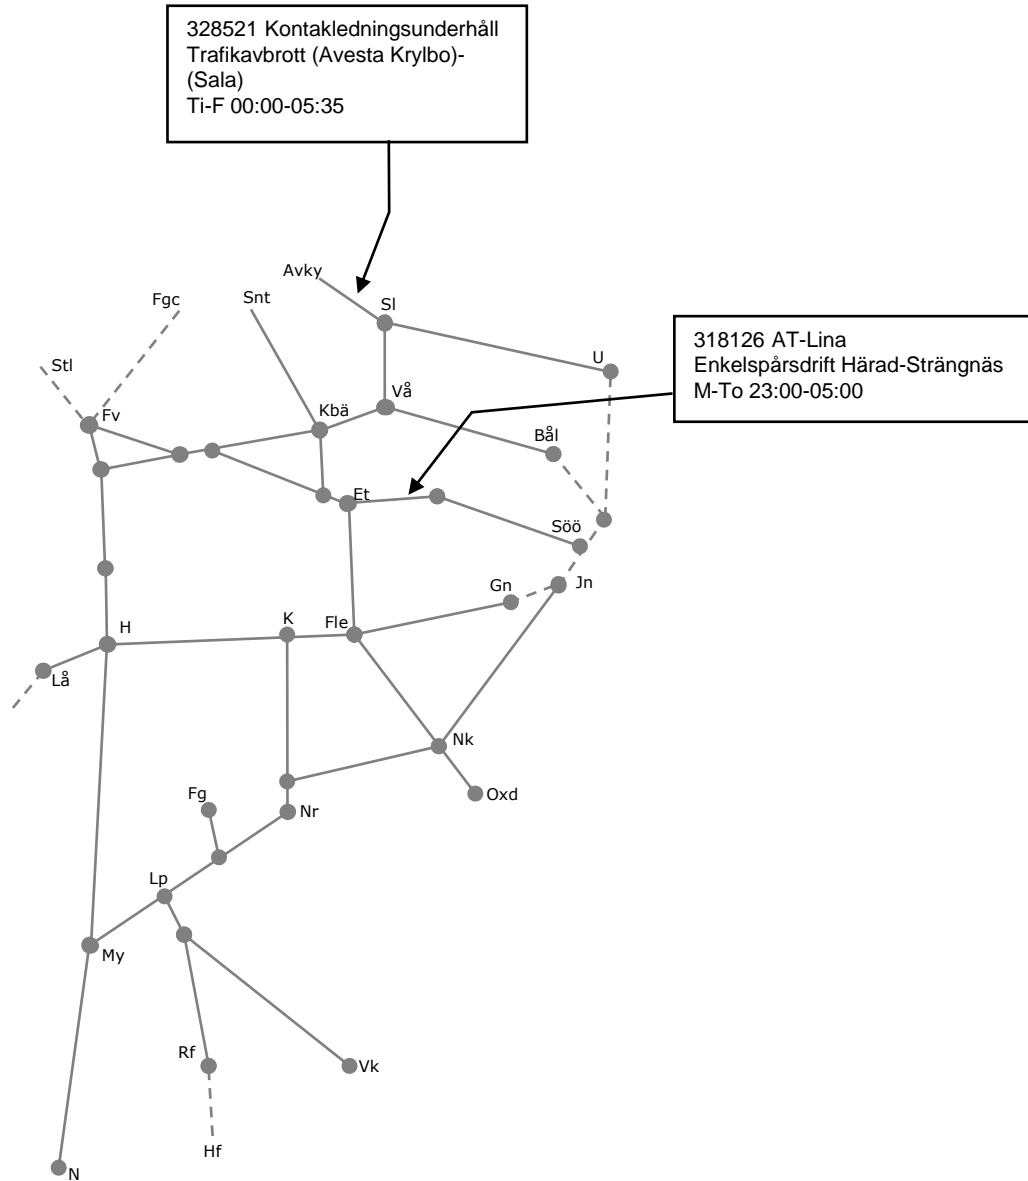 328521 Kontakledningsunderhåll
Trafikavbrott (Avesta Krylbo)-
(Sala)
Ti-F 00:00-05:35
Avky
Fgc
Snt
Sl
318126 AT-Lina
Enkelspårsdrift Härad-Strängnäs
M-To 23:00-05:00
Stl
U
Vå
Fv
Kbä
Bål
Et
Söö
Gn
Jn
H
K
Fle
Lå
Nk
Fg
Oxd
Nr
Lp
My
Rf
Vk
Hf
N